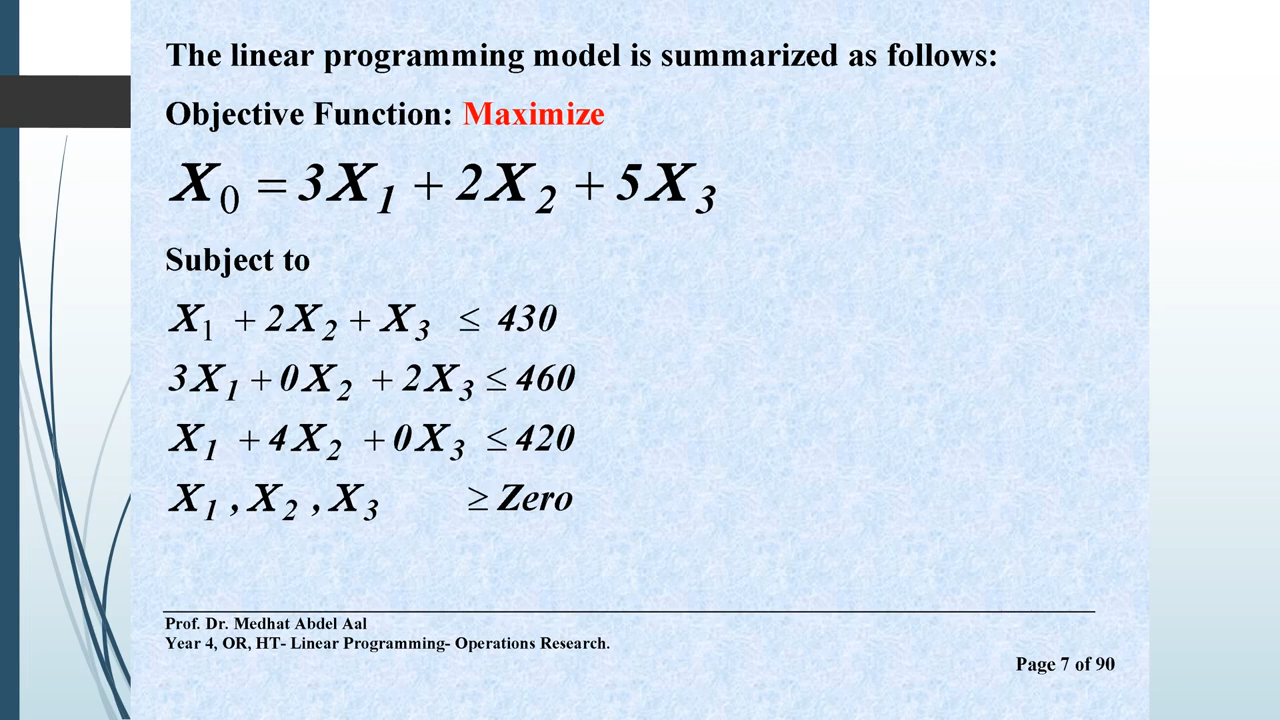 The linear programming model is summarized as follows:
Objective Function: Maximize
X₀ = 3X₁ + 2X₂ + 5X₃
Subject to
X₁ + 2X₂ + X₃ ≤ 430
3X₁ + 0X₂ + 2X₃ ≤ 460
X₁ + 4X₂ + 0X₃ ≤ 420
X₁ , X₂ , X₃ ≥ Zero
Prof. Dr. Medhat Abdel Aal
Year 4, OR, HT- Linear Programming- Operations Research.
Page 7 of 90